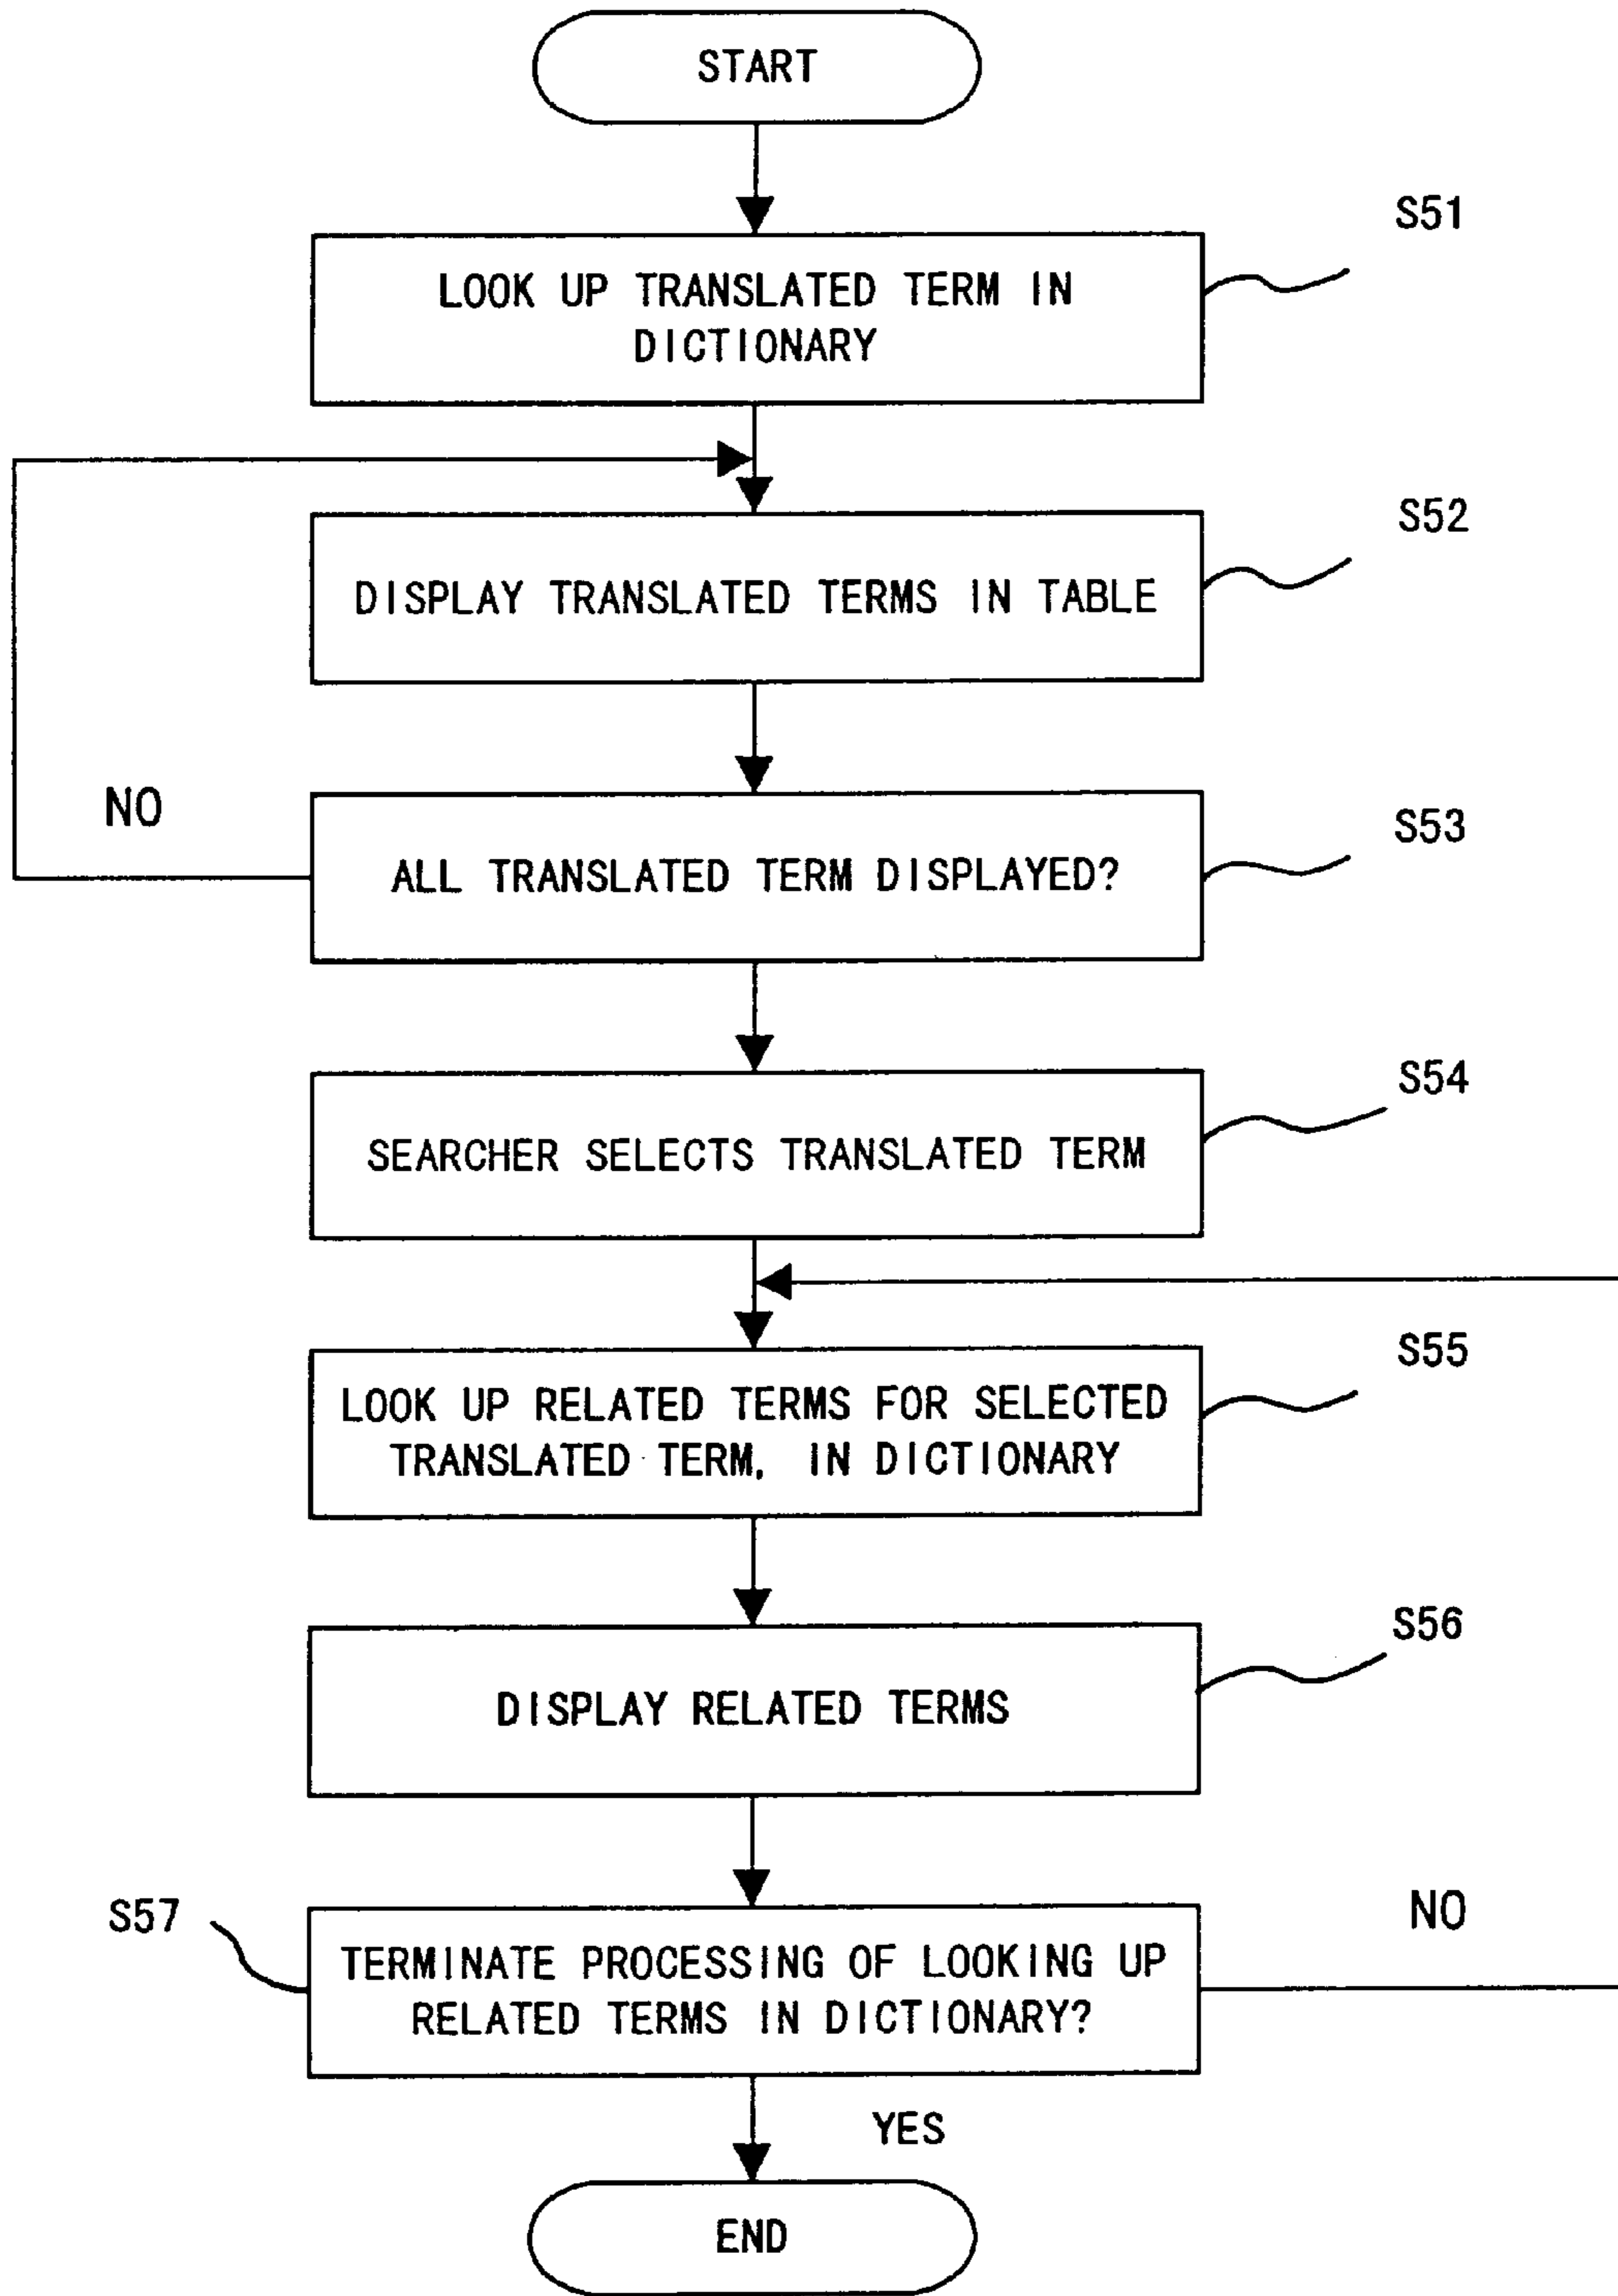 START
S51
LOOK UP TRANSLATED TERM IN
DICTIONARY
S52
DISPLAY TRANSLATED TERMS IN TABLE
NO
S53
ALL TRANSLATED TERM DISPLAYED?
S54
SEARCHER SELECTS TRANSLATED TERM
S55
LOOK UP RELATED TERMS FOR SELECTED
TRANSLATED TERM, IN DICTIONARY
S56
DISPLAY RELATED TERMS
S57
NO
TERMINATE PROCESSING OF LOOKING UP
RELATED TERMS IN DICTIONARY?
YES
END